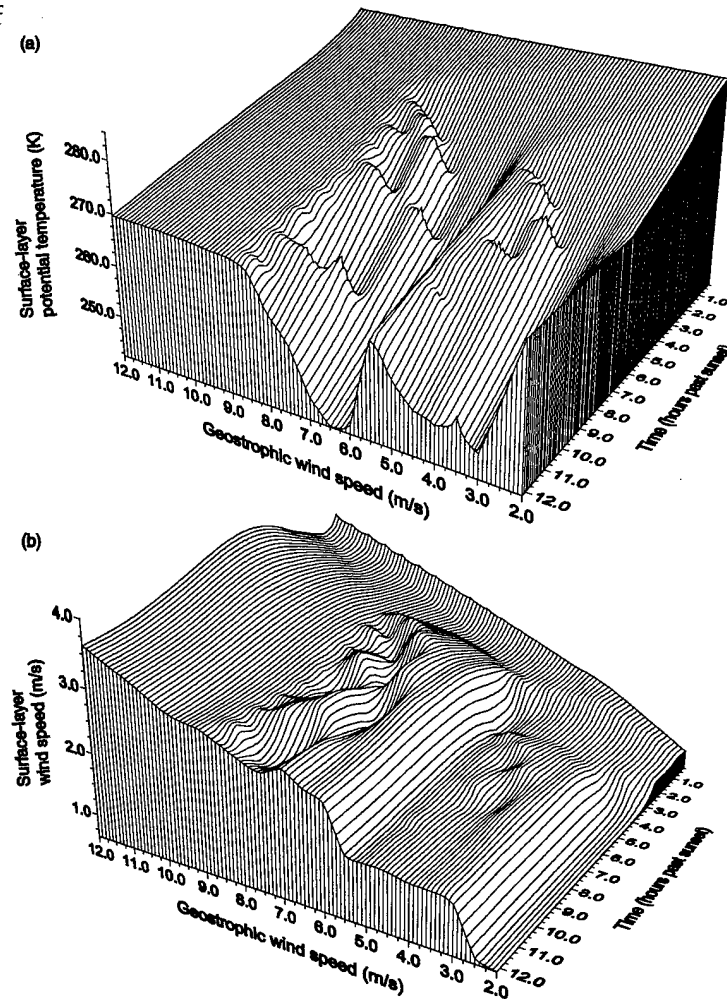 (a)
Surface-layer
potential temperature (K)
280.0
270.0
260.0
250.0
12.0 11.0 10.0 9.0 8.0 7.0 6.0 5.0 4.0 3.0 2.0
Geostrophic wind speed (m/s)
1.0
2.0
3.0
4.0
5.0
6.0
7.0
8.0
9.0
10.0
11.0
12.0
Time (hours past sunset)
(b)
Surface-layer
wind speed (m/s)
4.0
3.0
2.0
1.0
12.0 11.0 10.0 9.0 8.0 7.0 6.0 5.0 4.0 3.0 2.0
Geostrophic wind speed (m/s)
1.0
2.0
3.0
4.0
5.0
6.0
7.0
8.0
9.0
10.0
11.0
12.0
Time (hours past sunset)